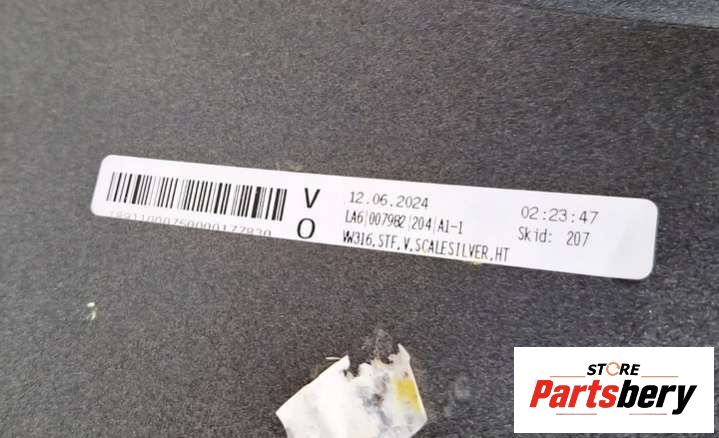 V
O
12.06.2024
02:23:47
LA6|007982|204|A1-I
Skid: 207
VW316.STF.V.SCALESILVER.HT
STORE
Partsbery